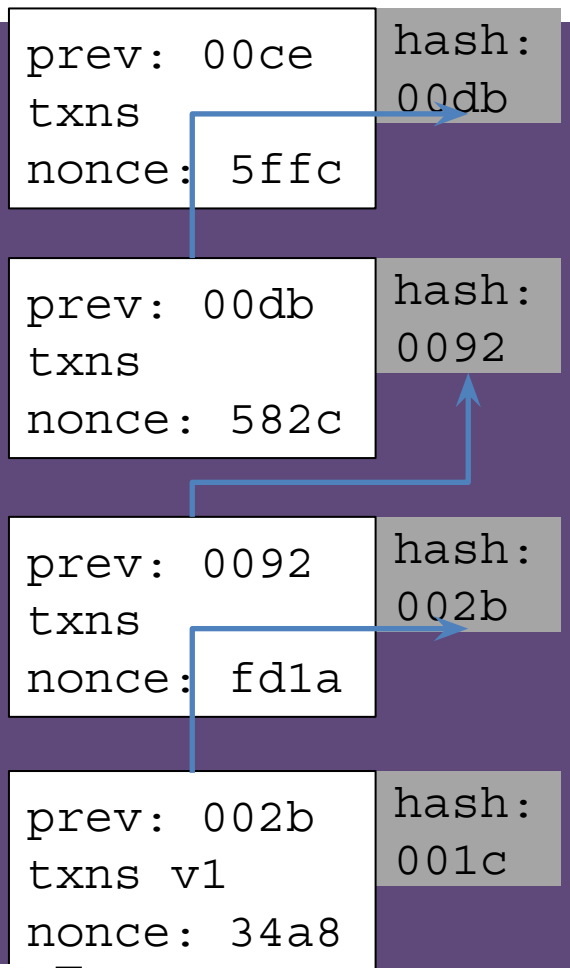 prev: 00ce
txns
nonce: 5ffc
hash:
00db
prev: 00db
txns
nonce: 582c
hash:
0092
prev: 0092
txns
nonce: fd1a
hash:
002b
prev: 002b
txns v1
nonce: 34a8
hash:
001c